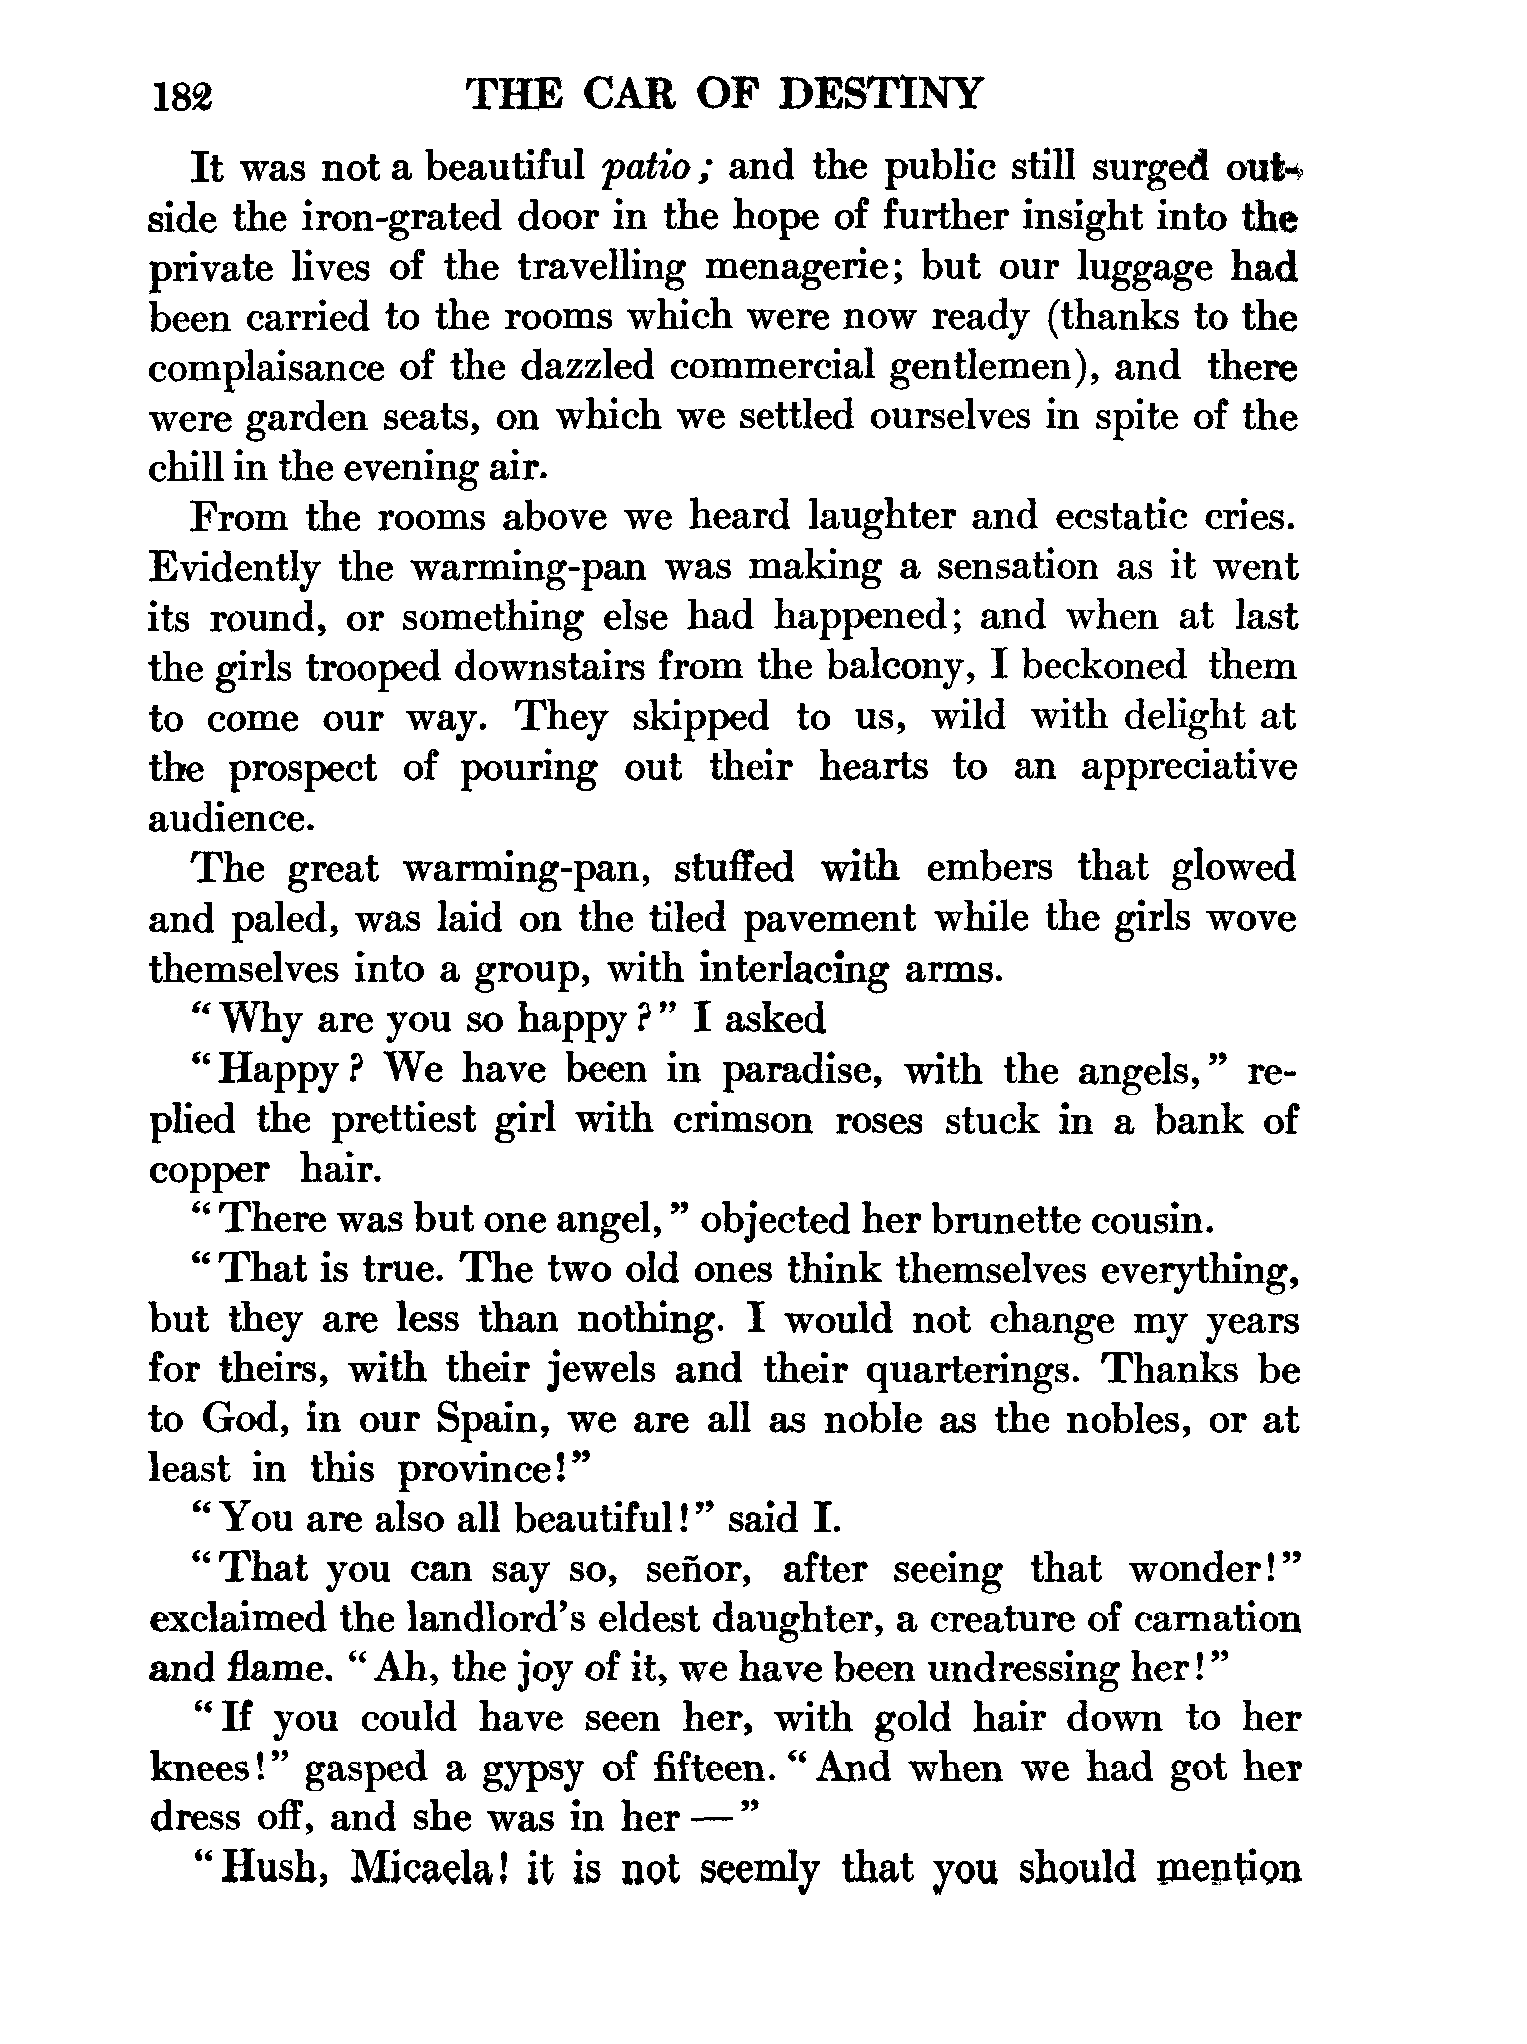 182 THE CAR OF DESTINY
It was not a beautiful patio; and the public still surged out-
side the iron-grated door in the hope of further insight into the
private lives of the travelling menagerie; but our luggage had
been carried to the rooms which were now ready (thanks to the
complaisance of the dazzled commercial gentlemen), and there
were garden seats, on which we settled ourselves in spite of the
chill in the evening air.
From the rooms above we heard laughter and ecstatic cries.
Evidently the warming-pan was making a sensation as it went
its round, or something else had happened; and when at last
the girls trooped downstairs from the balcony, I beckoned them
to come our way. They skipped to us, wild with delight at
the prospect of pouring out their hearts to an appreciative
audience.
The great warming-pan, stuffed with embers that glowed
and paled, was laid on the tiled pavement while the girls wove
themselves into a group, with interlacing arms.
"Why are you so happy?" I asked
"Happy? We have been in paradise, with the angels," re-
plied the prettiest girl with crimson roses stuck in a bank of
copper hair.
"There was but one angel," objected her brunette cousin.
"That is true. The two old ones think themselves everything,
but they are less than nothing. I would not change my years
for theirs, with their jewels and their quarterings. Thanks be
to God, in our Spain, we are all as noble as the nobles, or at
least in this province!"
"You are also all beautiful!" said I.
"That you can say so, señor, after seeing that wonder!"
exclaimed the landlord's eldest daughter, a creature of carnation
and flame. "Ah, the joy of it, we have been undressing her!"
"If you could have seen her, with gold hair down to her
knees!" gasped a gypsy of fifteen. "And when we had got her
dress off, and she was in her — "
"Hush, Micaela! it is not seemly that you should mention